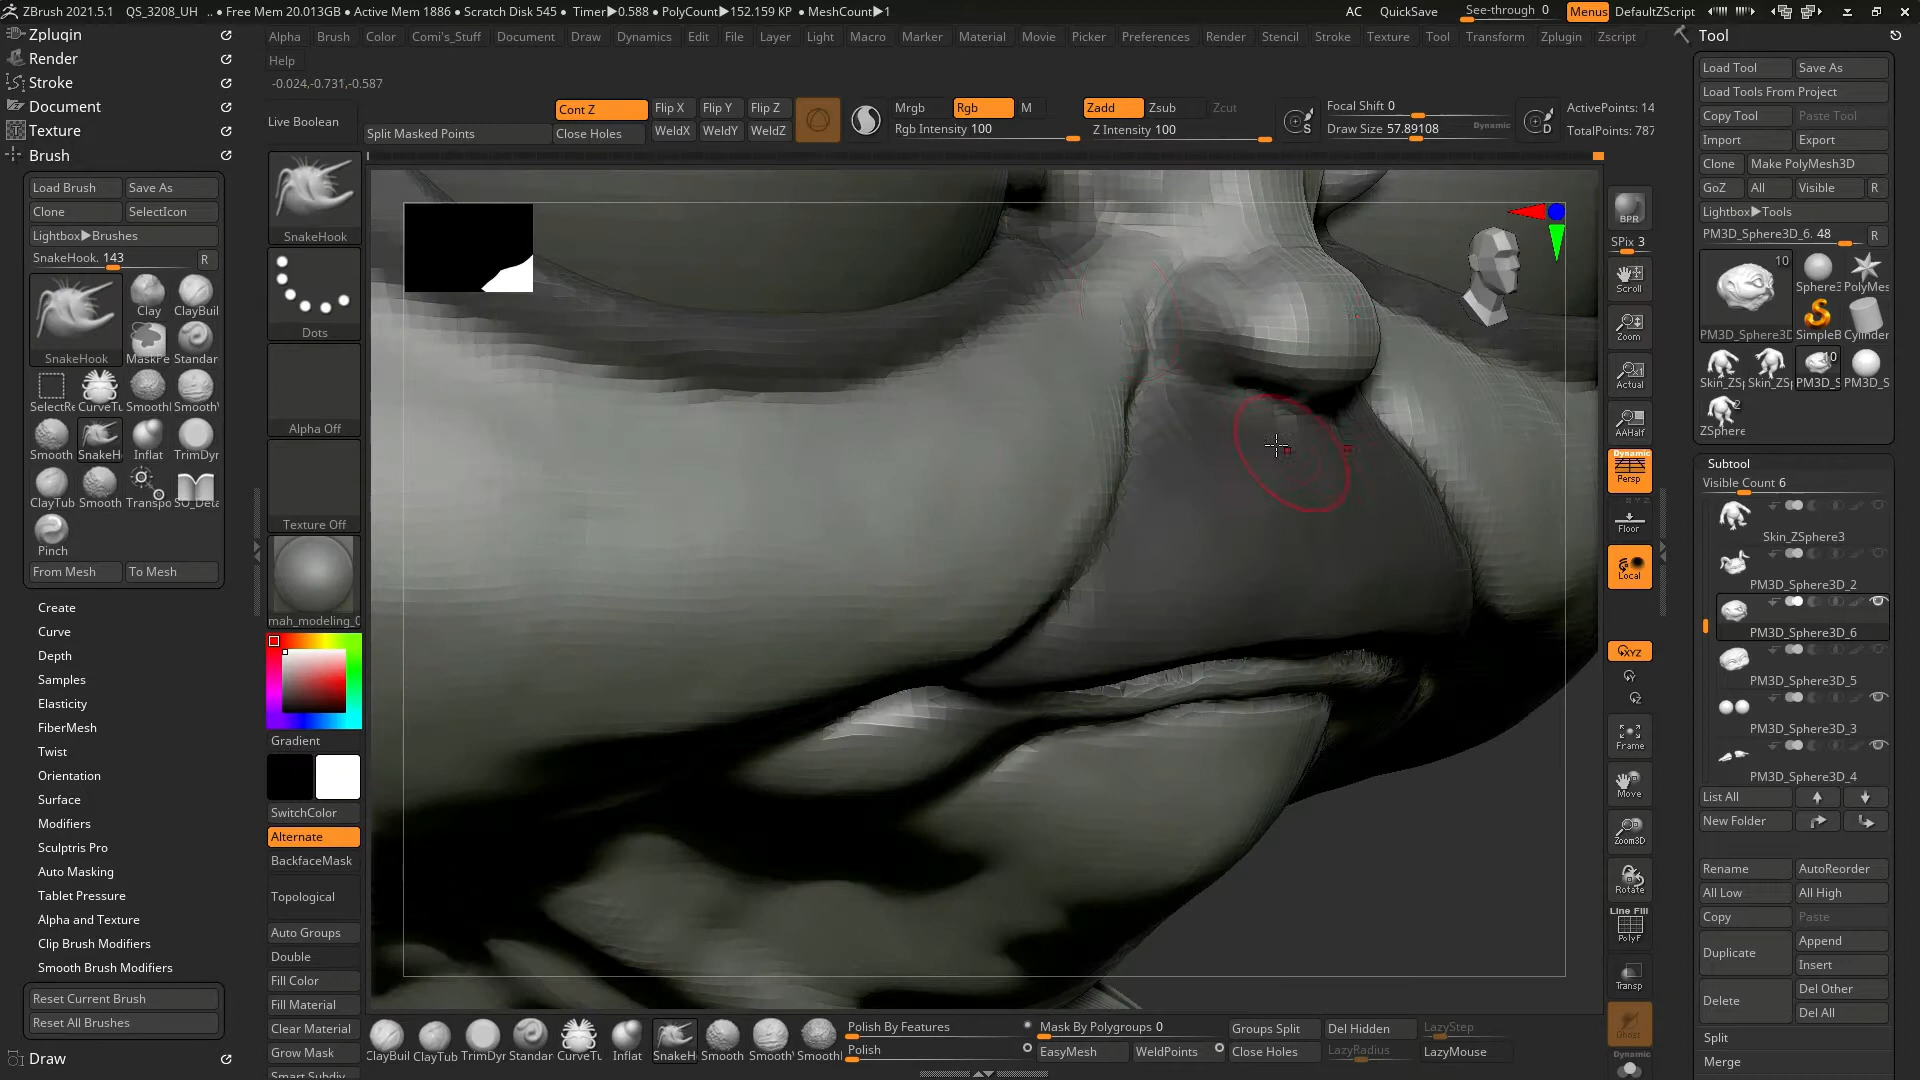 ZBrush 2021.5.1 QS_3208_UH .. • Free Mem 20.013GB • Active Mem 1886 • Scratch Disk 545 • Timer▶0.588 • PolyCount▶152.159 KP • MeshCount▶1 AC QuickSave See-through 0 Menus DefaultZScript
Alpha Brush Color Comi's_Stuff Document Draw Dynamics Edit File Layer Light Macro Marker Material Movie Picker Preferences Render Stencil Stroke Texture Tool Transform Zplugin Zscript
Help
-0.024,-0.731,-0.587
Zplugin
Render
Stroke
Document
Texture
Brush
Load Brush Save As
Clone SelectIcon
Lightbox▶Brushes
SnakeHook. 143 R
Clay ClayBuil
SnakeHook MaskPe Standar
SelectRe CurveTu Smooth SmoothV
Smooth SnakeH Inflat TrimDyr
ClayTub Smooth Transpo
Pinch
From Mesh To Mesh
Create
Curve
Depth
Samples
Elasticity
FiberMesh
Twist
Orientation
Surface
Modifiers
Sculptris Pro
Auto Masking
Tablet Pressure
Alpha and Texture
Clip Brush Modifiers
Smooth Brush Modifiers
Reset Current Brush
Reset All Brushes
Draw
Live Boolean
Split Masked Points
Cont Z
Close Holes
Flip X Flip Y Flip Z
WeldX WeldY WeldZ
Mrgb Rgb M
Rgb Intensity 100
Zadd Zsub Zcut
Z Intensity 100
S
Focal Shift 0
Draw Size 57.89108 Dynamic
D
ActivePoints: 14
TotalPoints: 787
SnakeHook
Dots
Alpha Off
Texture Off
mah_modeling_0
Gradient
SwitchColor
Alternate
BackfaceMask
Topological
Auto Groups
Double
Fill Color
Fill Material
Clear Material
Grow Mask
Smart Subdiv
BPR
SPix 3
Scroll
Zoom
Actual
AAHalf
Dynamic
Persp
Floor
Local
XYZ
Frame
Move
Zoom3D
Rotate
Line Fill
PolyF
Transp
Ghost
Dynamic
ClayBuil ClayTub TrimDyr Standar CurveTu Inflat SnakeH Smooth SmoothV Smooth
Polish By Features
Polish
Mask By Polygroups 0
EasyMesh WeldPoints
Groups Split Del Hidden LazyStep
Close Holes LazyRadius LazyMouse
Tool
Load Tool Save As
Load Tools From Project
Copy Tool Paste Tool
Import Export
Clone Make PolyMesh3D
GoZ All Visible R
Lightbox▶Tools
PM3D_Sphere3D_6. 48 R
10
Sphere3 PolyMes
PM3D_Sphere3D SimpleB Cylinder
10
Skin_ZS Skin_ZS PM3D_S PM3D_S
2
ZSphere
Subtool
Visible Count 6
Skin_ZSphere3
PM3D_Sphere3D_2
PM3D_Sphere3D_6
PM3D_Sphere3D_5
PM3D_Sphere3D_3
PM3D_Sphere3D_4
List All
New Folder
Rename AutoReorder
All Low All High
Copy Paste
Duplicate Append
Insert
Delete Del Other
Del All
Split
Merge